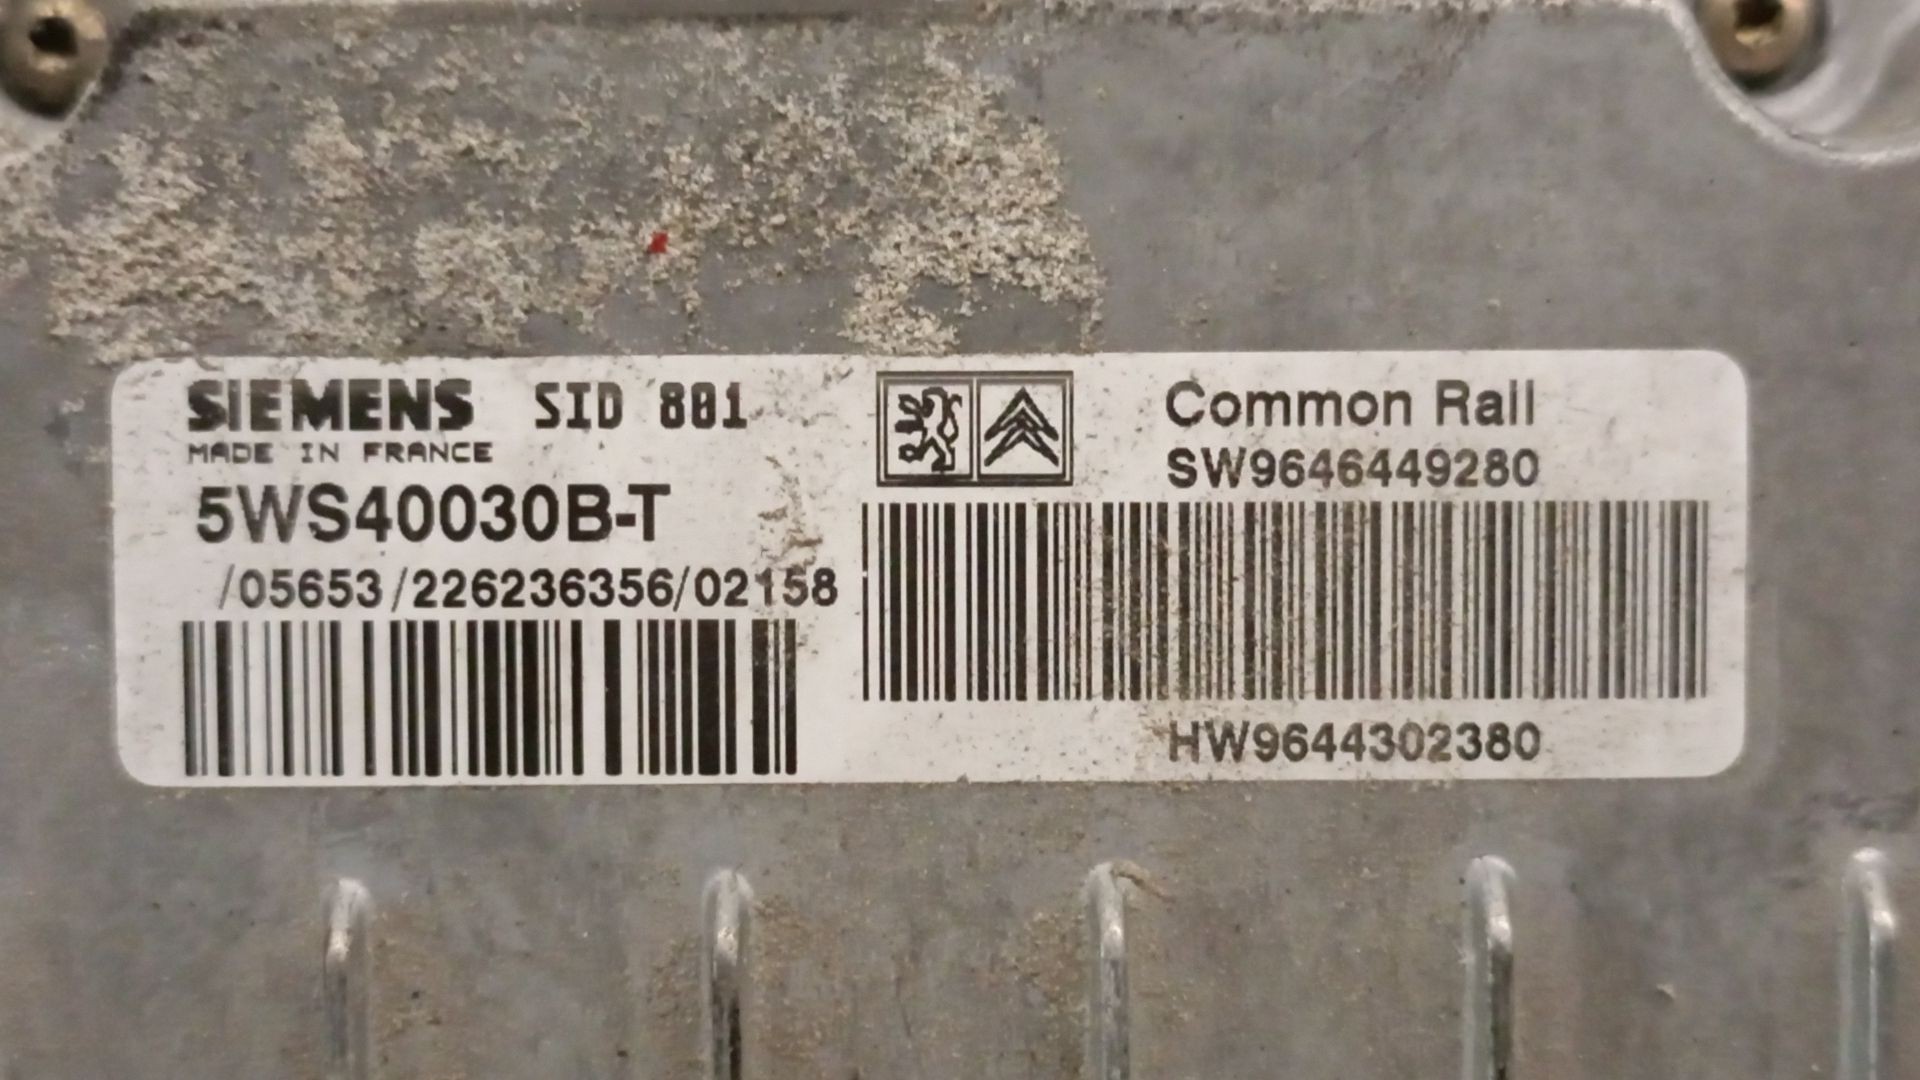 SIEMENS SID 801
MADE IN FRANCE
5WS40030B-T
/05653/226236356/02158
Common Rail
SW9646449280
HW9644302380